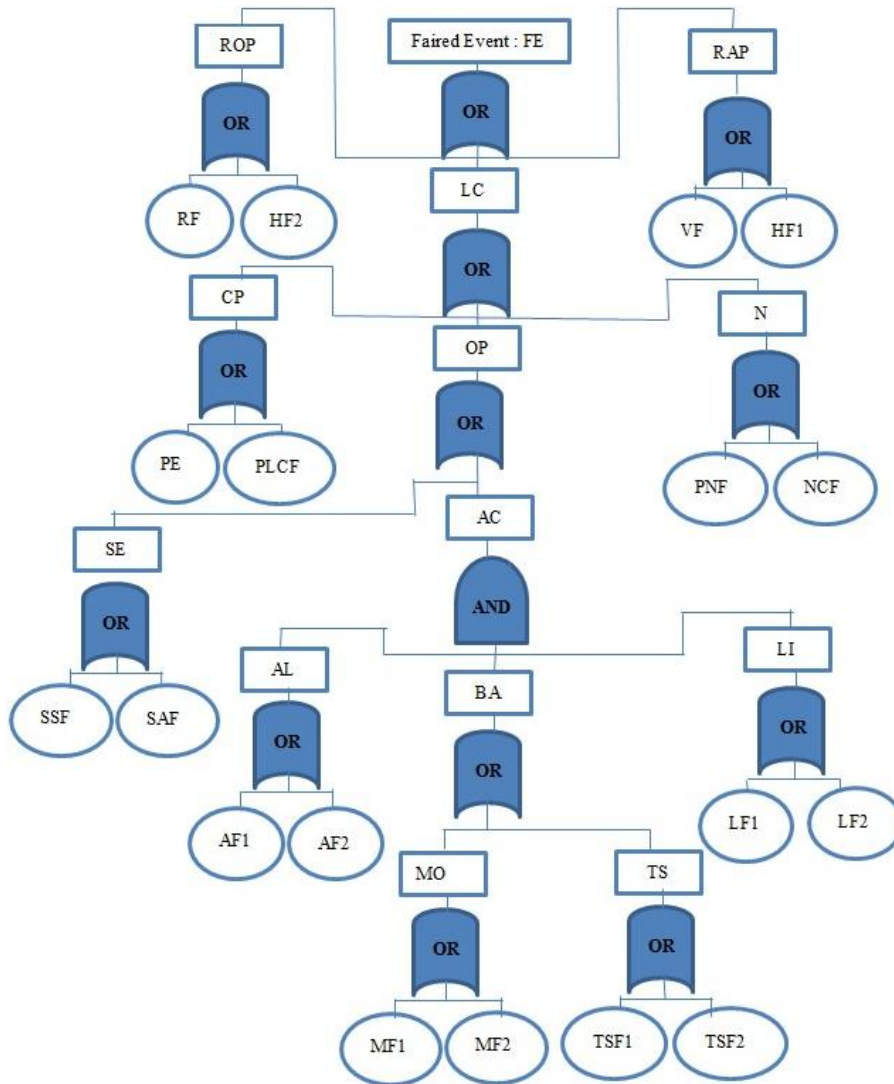 ROP
Faired Event : FE
RAP
OR
OR
OR
LC
RF
HF2
VF
HF1
OR
CP
N
OP
OR
OR
OR
PE
PLCF
PNF
NCF
AC
SE
AND
OR
AL
LI
BA
SSF
SAF
OR
OR
OR
AF1
AF2
LF1
LF2
MO
TS
OR
OR
MF1
MF2
TSF1
TSF2